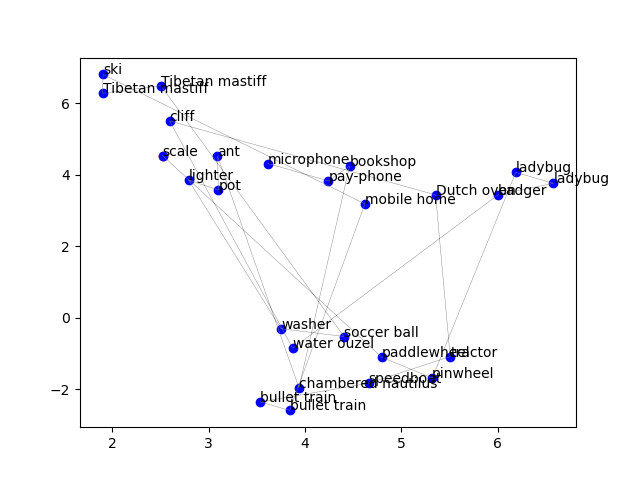 ski
Tibetan mastiff
Tibetan mastiff
cliff
scale
ant
microphone
bookshop
ladybug
ladybug
lighter
pot
pay-phone
Dutch oven
badger
mobile home
washer
soccer ball
water ouzel
paddlewheel
tractor
chambered nautilus
speedboat
pinwheel
bullet train
bullet train
6
4
2
0
−2
2
3
4
5
6